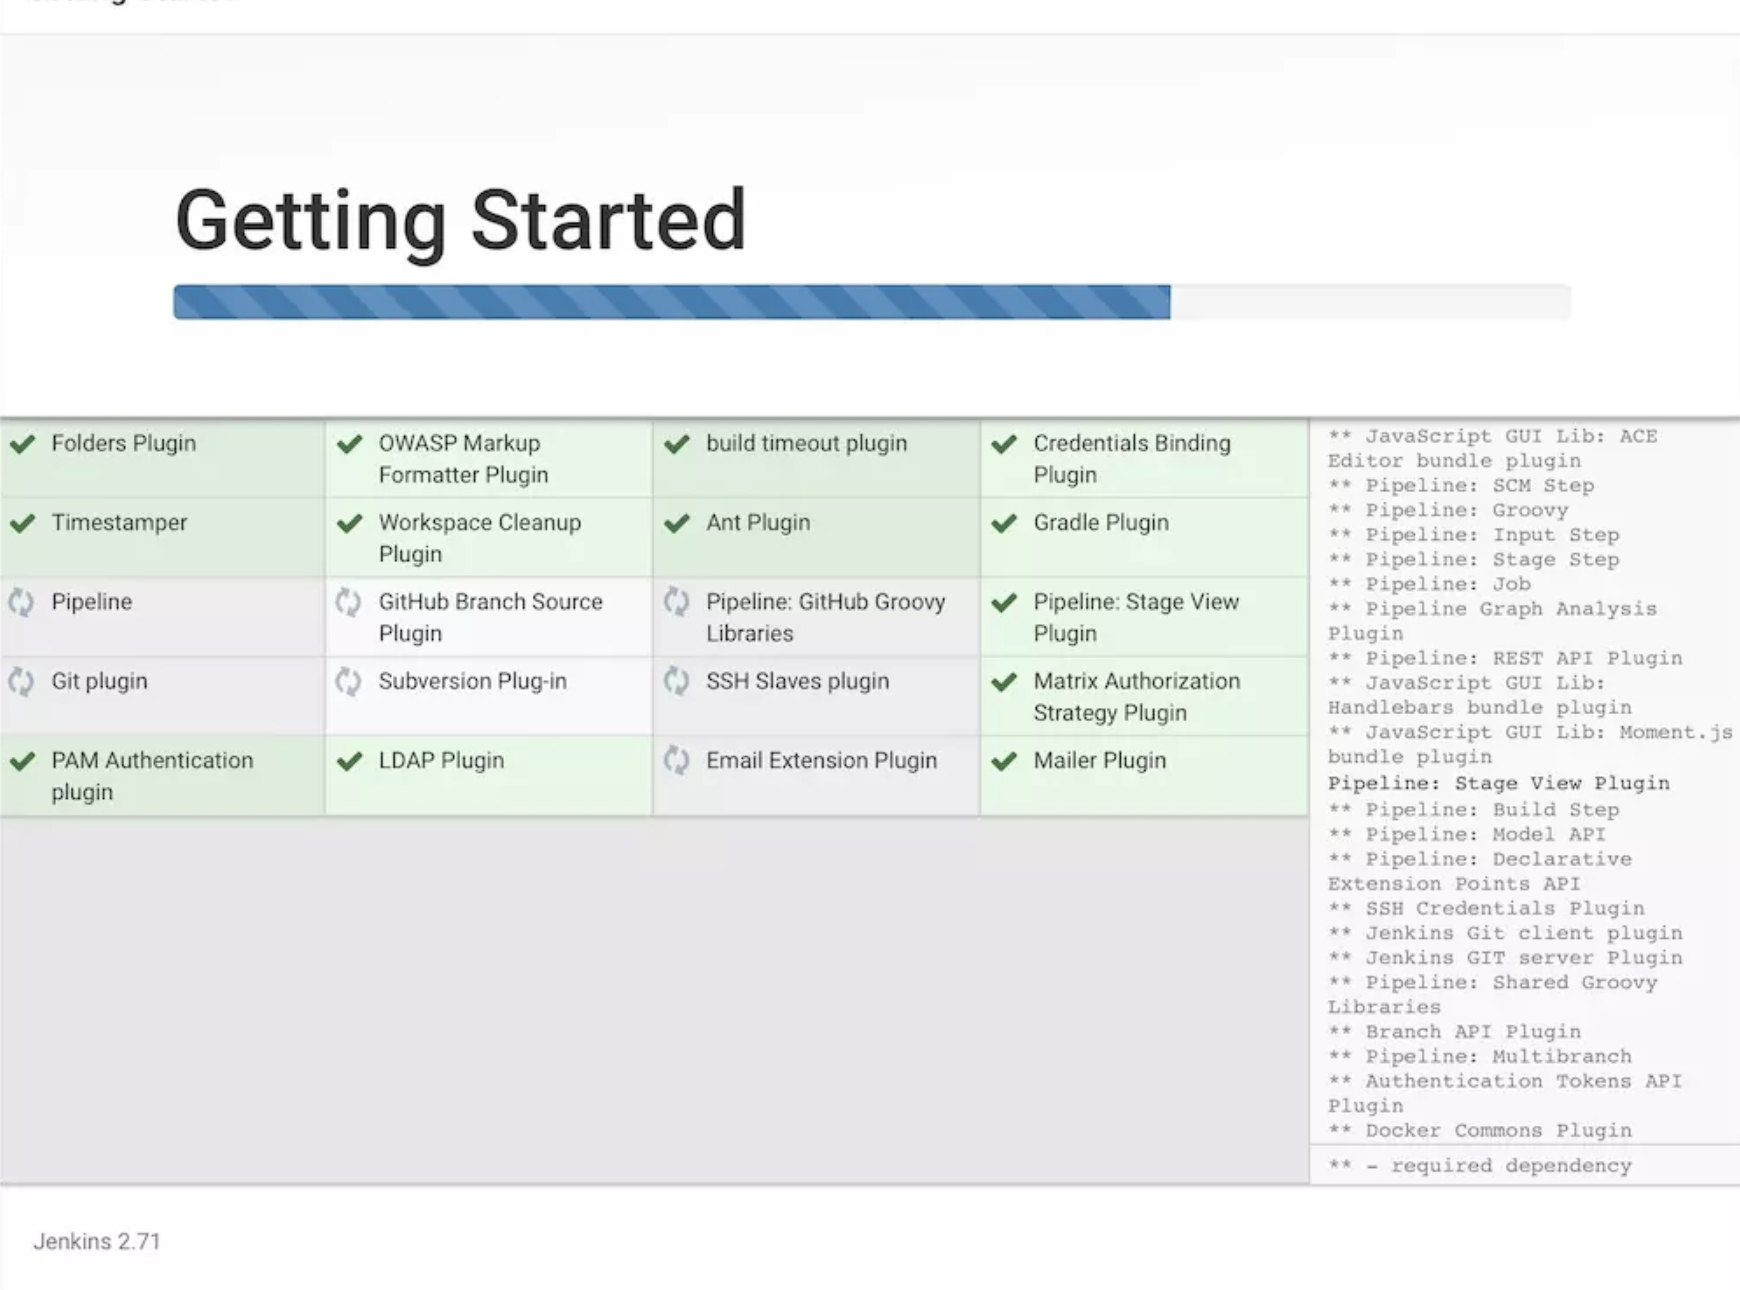 Getting Started
Folders Plugin
OWASP Markup
Formatter Plugin
build timeout plugin
Credentials Binding
Plugin
Timestamper
Workspace Cleanup
Plugin
Ant Plugin
Gradle Plugin
Pipeline
GitHub Branch Source
Plugin
Pipeline: GitHub Groovy
Libraries
Pipeline: Stage View
Plugin
Git plugin
Subversion Plug-in
SSH Slaves plugin
Matrix Authorization
Strategy Plugin
PAM Authentication
plugin
LDAP Plugin
Email Extension Plugin
Mailer Plugin
** JavaScript GUI Lib: ACE
Editor bundle plugin
** Pipeline: SCM Step
** Pipeline: Groovy
** Pipeline: Input Step
** Pipeline: Stage Step
** Pipeline: Job
** Pipeline Graph Analysis
Plugin
** Pipeline: REST API Plugin
** JavaScript GUI Lib:
Handlebars bundle plugin
** JavaScript GUI Lib: Moment.js
bundle plugin
Pipeline: Stage View Plugin
** Pipeline: Build Step
** Pipeline: Model API
** Pipeline: Declarative
Extension Points API
** SSH Credentials Plugin
** Jenkins Git client plugin
** Jenkins GIT server Plugin
** Pipeline: Shared Groovy
Libraries
** Branch API Plugin
** Pipeline: Multibranch
** Authentication Tokens API
Plugin
** Docker Commons Plugin
** - required dependency
Jenkins 2.71